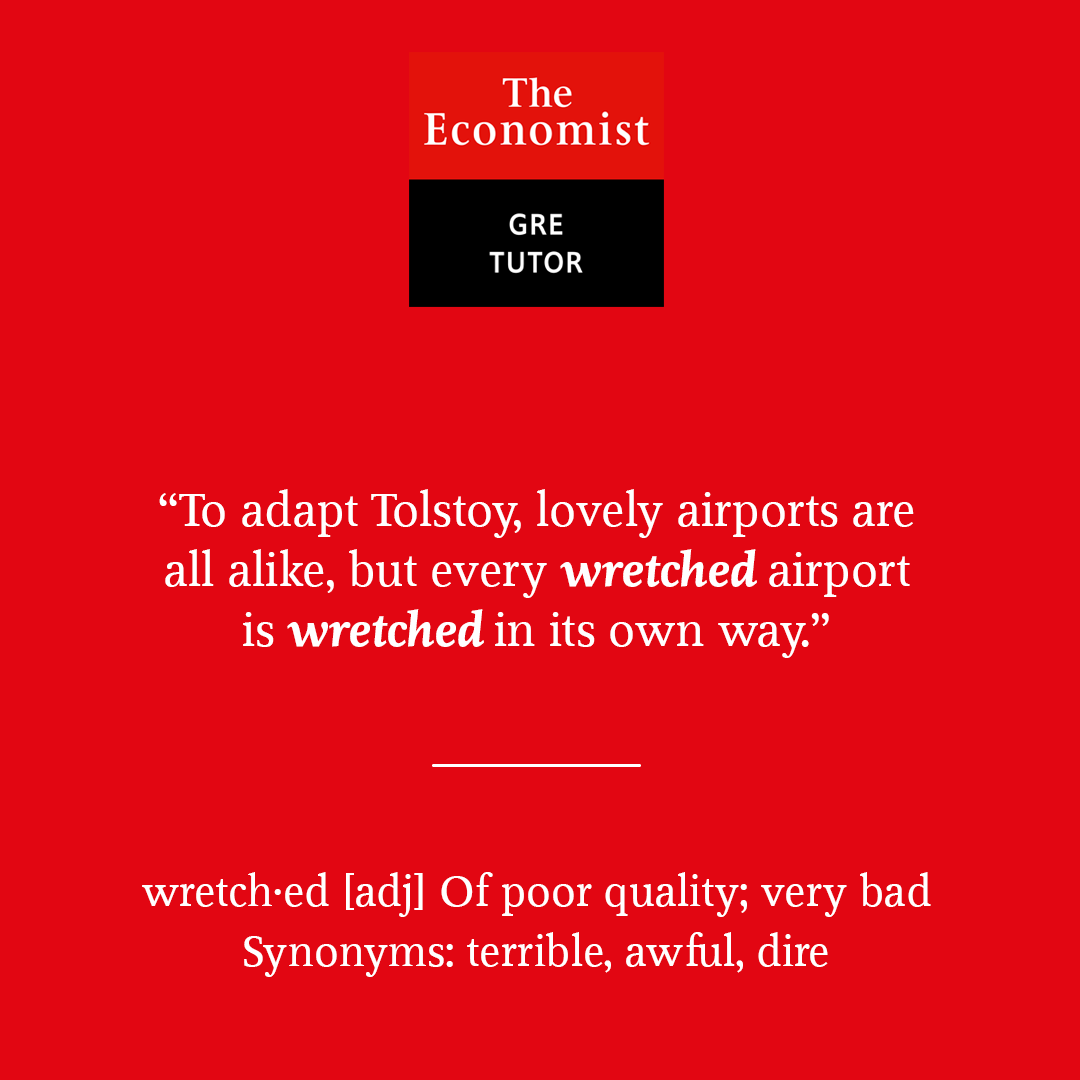 The
Economist
GRE
TUTOR
“To adapt Tolstoy, lovely airports are
all alike, but every wretched airport
is wretched in its own way.”
wretch·ed [adj] Of poor quality; very bad
Synonyms: terrible, awful, dire